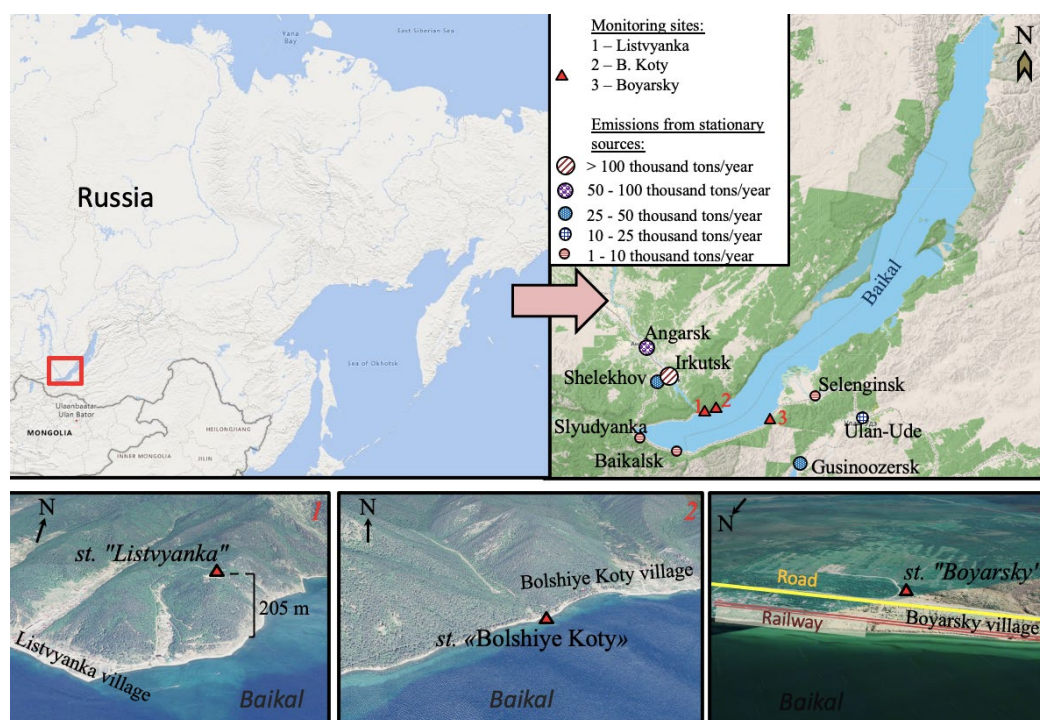 Yana
Bay
East Siberian Sea
Russia
Sea of Okhotsk
Ulaanbaatar
Ulan Bator
MONGOLIA
HEILONGJIANG
INNER MONGOLIA
JILIN
Monitoring sites:
1 – Listvyanka
2 – B. Koty
3 – Boyarsky
Emissions from stationary
sources:
> 100 thousand tons/year
50 - 100 thousand tons/year
25 - 50 thousand tons/year
10 - 25 thousand tons/year
1 - 10 thousand tons/year
N
Baikal
Angarsk
Irkutsk
Shelekhov
Selenginsk
1
2
3
Slyudyanka
Ulan-Ude
Baikalsk
Gusinoozersk
N
1
st. "Listvyanka"
205 m
Listvyanka village
Baikal
N
2
Bolshiye Koty village
st. «Bolshiye Koty»
Baikal
N
Road
st. "Boyarsky"
Railway
Boyarsky village
Baikal